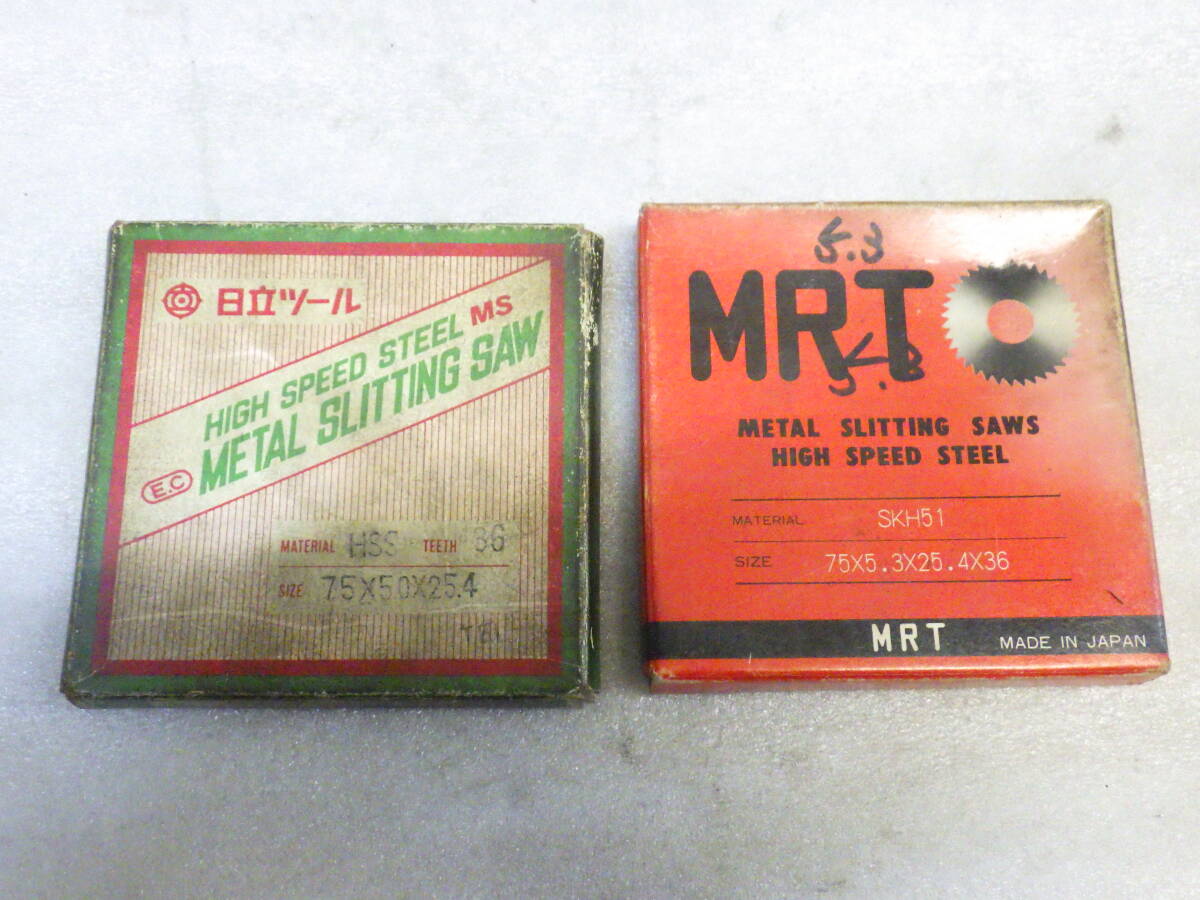 日立ツール
HIGH SPEED STEEL MS
METAL SLITTING SAW
E.C
MATERIAL HSS TEETH 36
SIZE 75X5.0X25.4
5.3
MRT
METAL SLITTING SAWS
HIGH SPEED STEEL
MATERIAL SKH51
SIZE 75X5.3X25.4X36
MRT MADE IN JAPAN